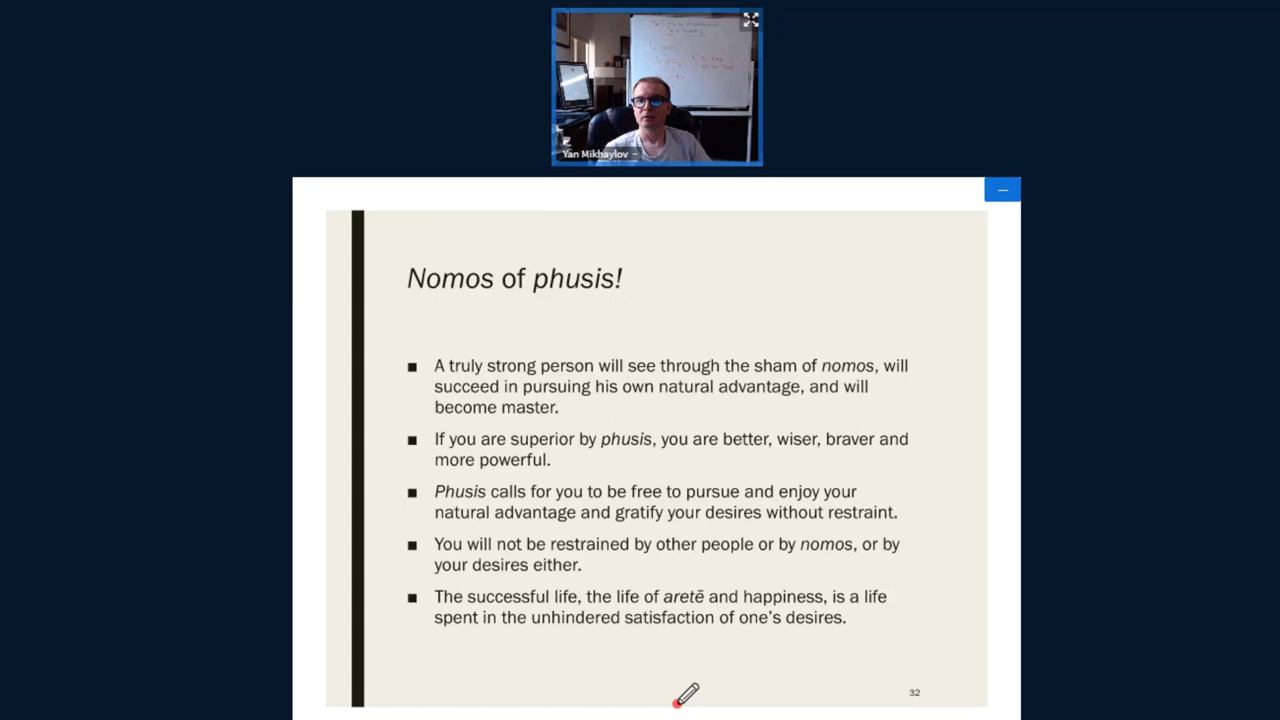 Yan Mikhaylov
Nomos of phusis!
■ A truly strong person will see through the sham of nomos, will
succeed in pursuing his own natural advantage, and will
become master.
■ If you are superior by phusis, you are better, wiser, braver and
more powerful.
■ Phusis calls for you to be free to pursue and enjoy your
natural advantage and gratify your desires without restraint.
■ You will not be restrained by other people or by nomos, or by
your desires either.
■ The successful life, the life of aretē and happiness, is a life
spent in the unhindered satisfaction of one's desires.
32